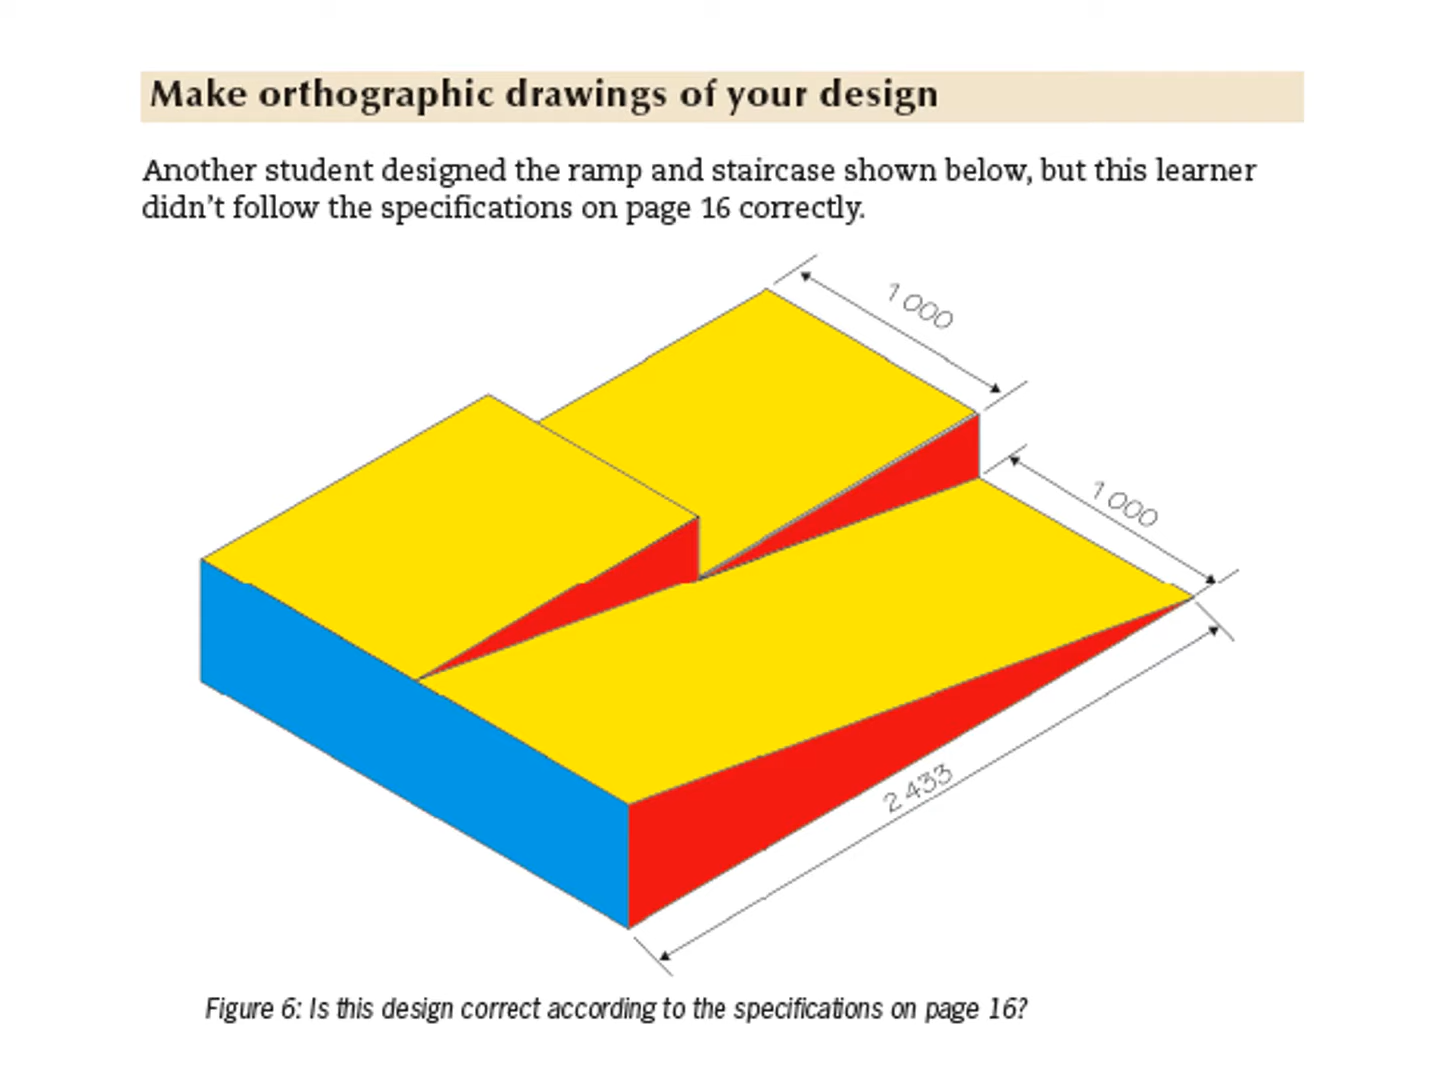 Make orthographic drawings of your design
Another student designed the ramp and staircase shown below, but this learner
didn't follow the specifications on page 16 correctly.
1 000
1 000
2 433
Figure 6: Is this design correct according to the specifications on page 16?